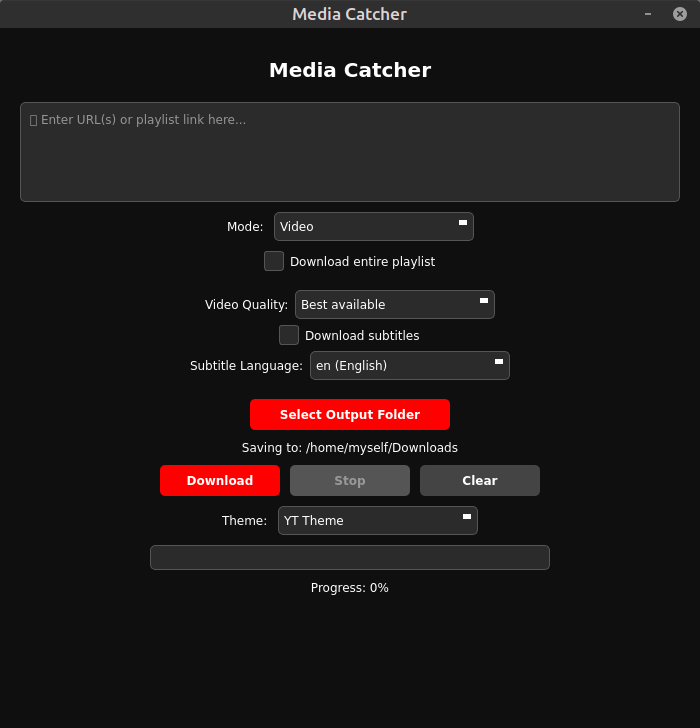 Media Catcher
Media Catcher
Enter URL(s) or playlist link here...
Mode: Video
Download entire playlist
Video Quality: Best available
Download subtitles
Subtitle Language: en (English)
Select Output Folder
Saving to: /home/myself/Downloads
Download Stop Clear
Theme: YT Theme
Progress: 0%